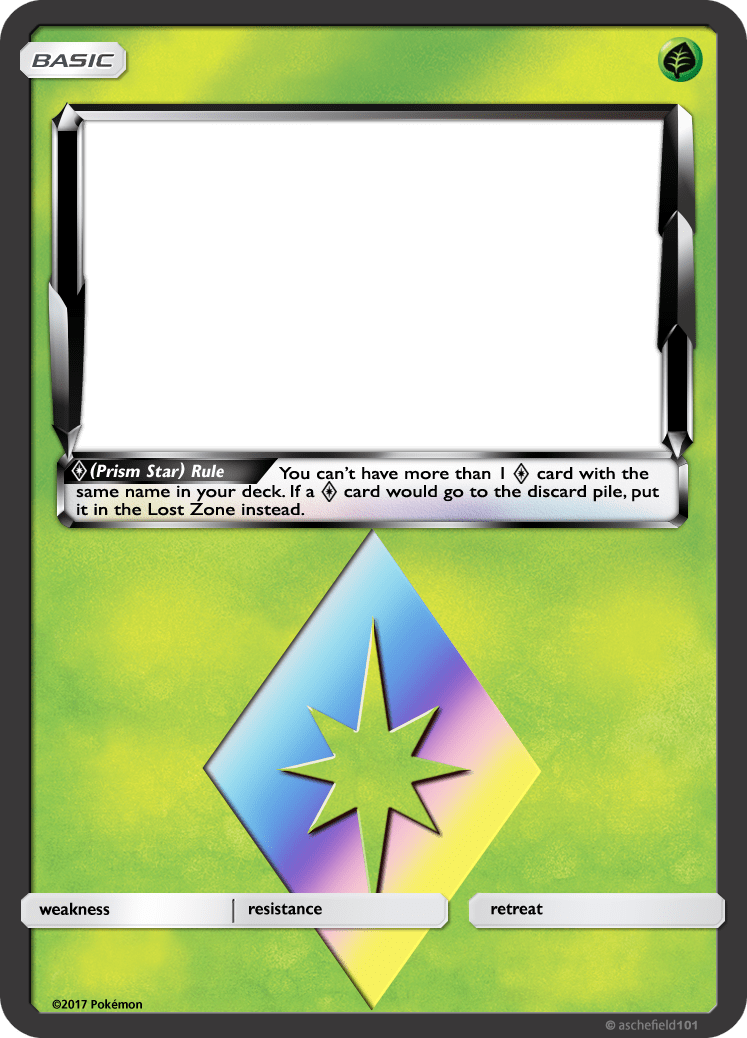 BASIC
(Prism Star) Rule You can't have more than 1 card with the
same name in your deck. If a card would go to the discard pile, put
it in the Lost Zone instead.
weakness resistance retreat
©2017 Pokémon
© aschefield101